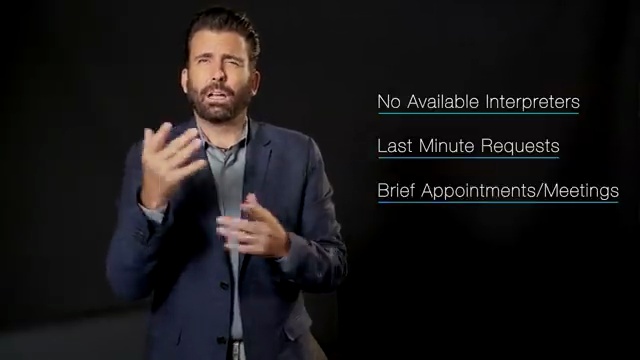 No Available Interpreters
Last Minute Requests
Brief Appointments/Meetings